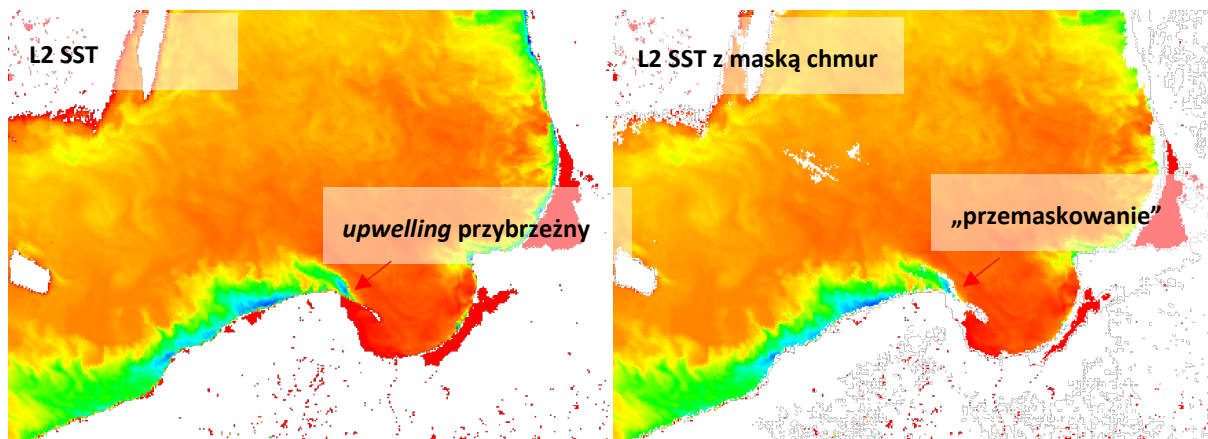 L2 SST
upwelling przybrzeżny
L2 SST z maską chmur
„przemaskowanie”